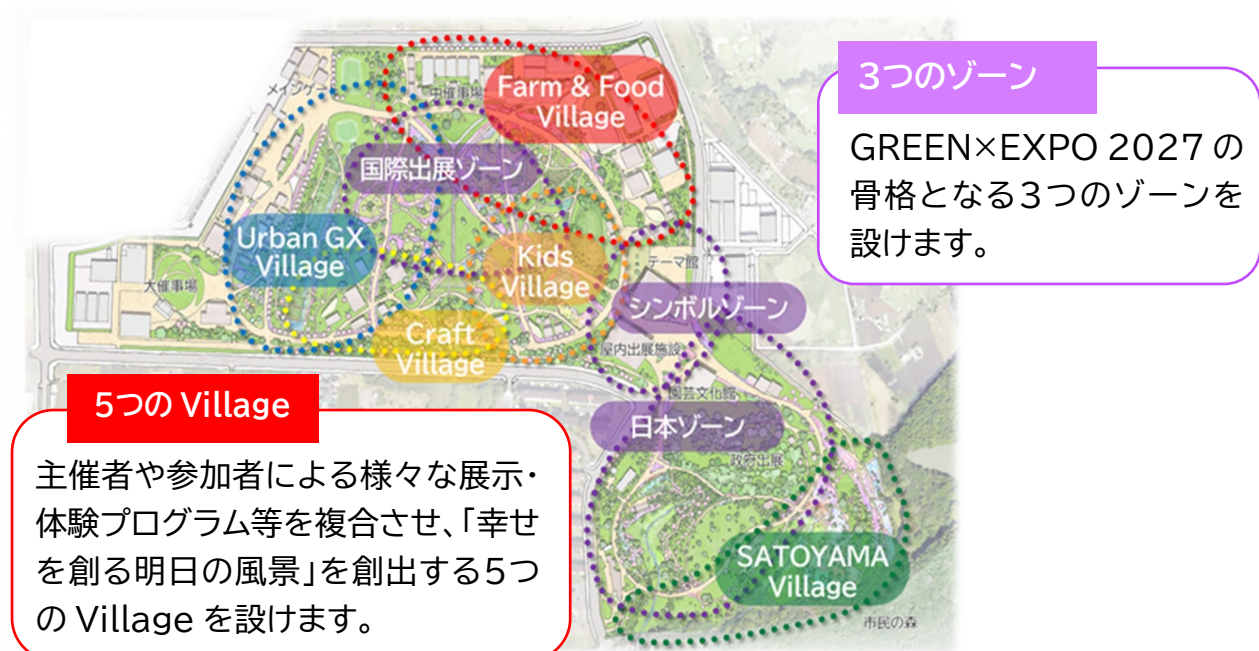 メインゲート
中催事場
Farm & Food
Village
国際出展ゾーン
Urban GX
Village
Kids
Village
テーマ館
大催事場
シンボルゾーン
Craft
Village
屋内出展施設
園芸文化館
日本ゾーン
政府出展
SATOYAMA
Village
市民の森
3つのゾーン
GREEN×EXPO 2027 の
骨格となる3つのゾーンを
設けます。
5つの Village
主催者や参加者による様々な展示・
体験プログラム等を複合させ、「幸せ
を創る明日の風景」を創出する5つ
の Village を設けます。